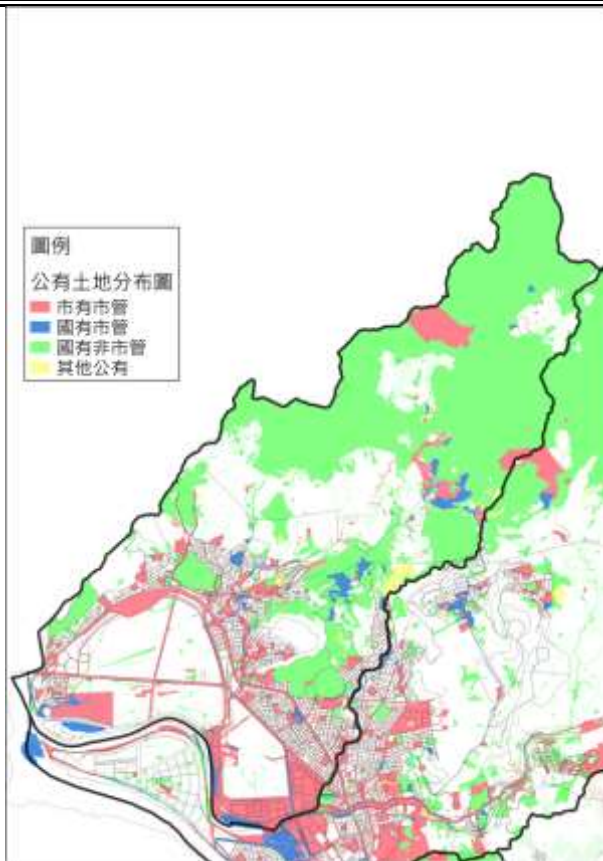 圖例
公有土地分布圖
市有市管
國有市管
國有非市管
其他公有